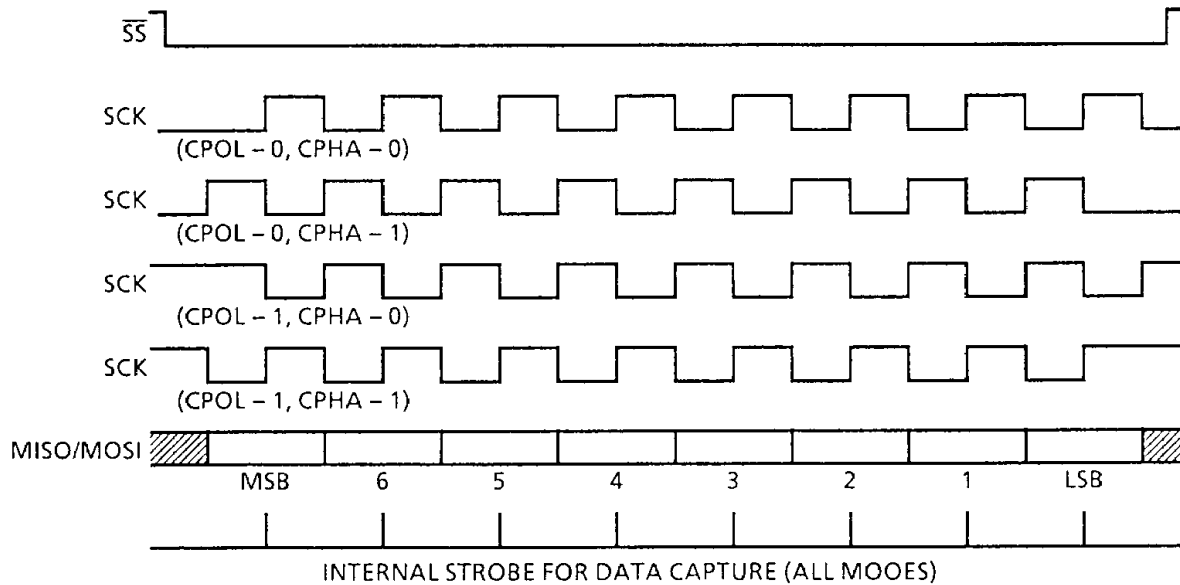 SS
SCK
(CPOL – 0, CPHA – 0)
SCK
(CPOL – 0, CPHA – 1)
SCK
(CPOL – 1, CPHA – 0)
SCK
(CPOL – 1, CPHA – 1)
MISO/MOSI
MSB 6 5 4 3 2 1 LSB
INTERNAL STROBE FOR DATA CAPTURE (ALL MOOES)